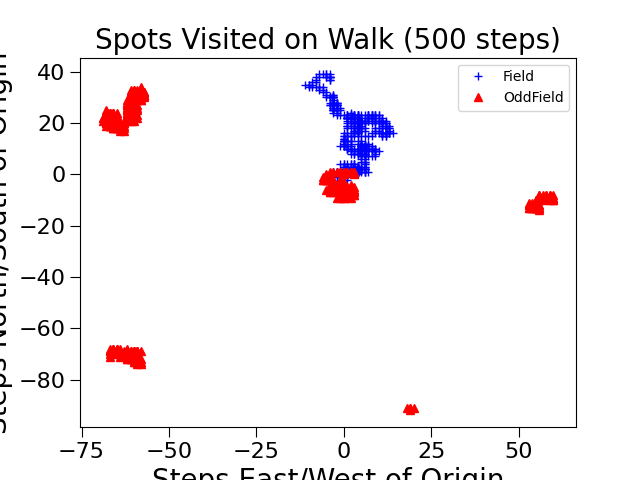 Spots Visited on Walk (500 steps)
Steps North/South of Origin
40
20
0
−20
−40
−60
−80
Field
OddField
−75
−50
−25
0
25
50
Steps East/West of Origin